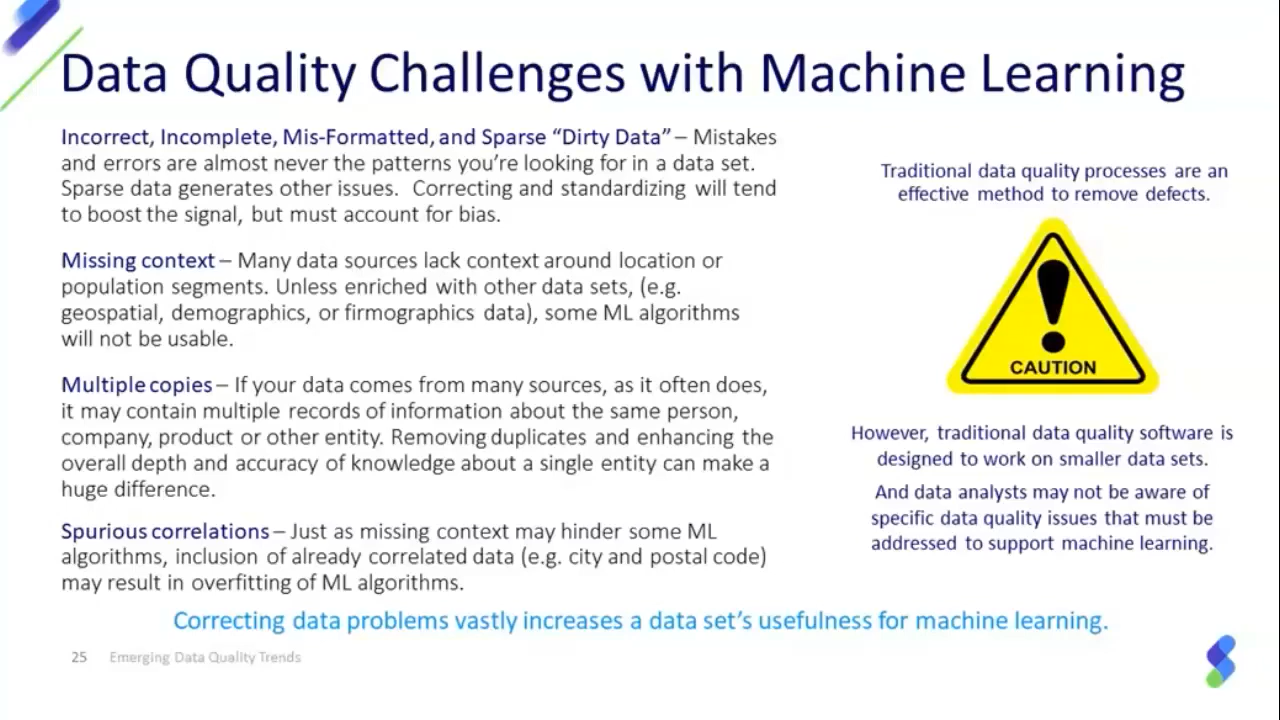 Data Quality Challenges with Machine Learning
Incorrect, Incomplete, Mis-Formatted, and Sparse “Dirty Data” – Mistakes
and errors are almost never the patterns you’re looking for in a data set.
Sparse data generates other issues.  Correcting and standardizing will tend
to boost the signal, but must account for bias.
Missing context – Many data sources lack context around location or
population segments. Unless enriched with other data sets, (e.g.
geospatial, demographics, or firmographics data), some ML algorithms
will not be usable.
Multiple copies – If your data comes from many sources, as it often does,
it may contain multiple records of information about the same person,
company, product or other entity. Removing duplicates and enhancing the
overall depth and accuracy of knowledge about a single entity can make a
huge difference.
Spurious correlations – Just as missing context may hinder some ML
algorithms, inclusion of already correlated data (e.g. city and postal code)
may result in overfitting of ML algorithms.
Traditional data quality processes are an
effective method to remove defects.
CAUTION
However, traditional data quality software is
designed to work on smaller data sets.
And data analysts may not be aware of
specific data quality issues that must be
addressed to support machine learning.
Correcting data problems vastly increases a data set’s usefulness for machine learning.
25 Emerging Data Quality Trends